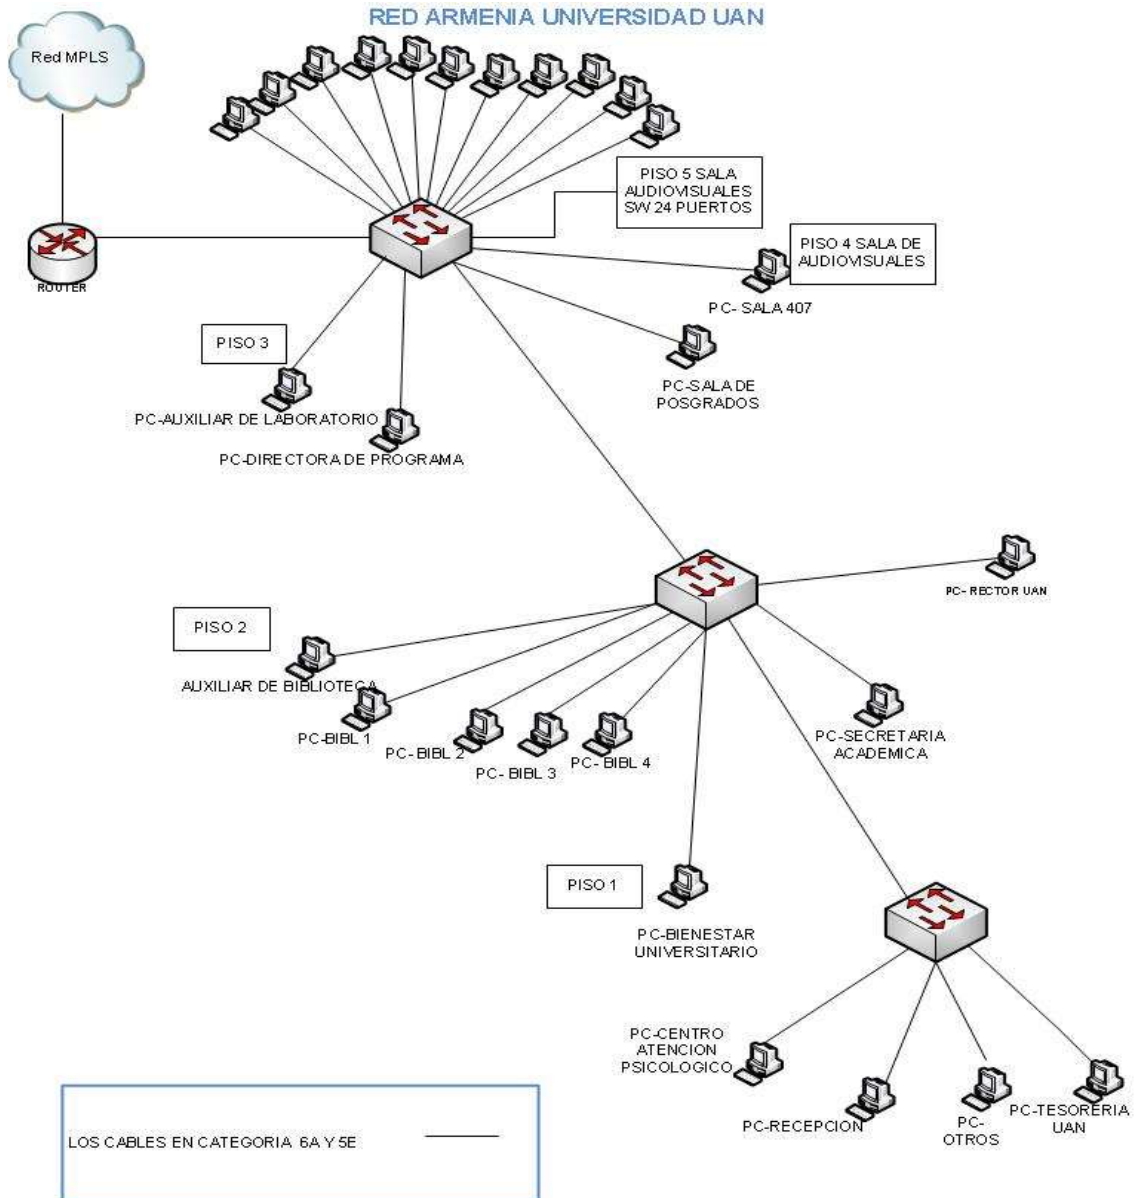 RED ARMENIA UNIVERSIDAD UAN
Red MPLS
PISO 5 SALA
AUDIOVISUALES
SW 24 PUERTOS
PISO 4 SALA DE
AUDIOVISUALES
ROUTER
PC- SALA 407
PISO 3
PC-SALA DE
POSGRADOS
PC-AUXILIAR DE LABORATORIO
PC-DIRECTORA DE PROGRAMA
PC- RECTOR UAN
PISO 2
AUXILIAR DE BIBLIOTECA
PC-BIBL 1
PC- BIBL 2
PC- BIBL 3
PC- BIBL 4
PC-SECRETARIA
ACADEMICA
PISO 1
PC-BIENESTAR
UNIVERSITARIO
PC-CENTRO
ATENCION
PSICOLOGICO
PC-RECEPCION
PC-
OTROS
PC-TESORERIA
UAN
LOS CABLES EN CATEGORIA 6A Y 5E